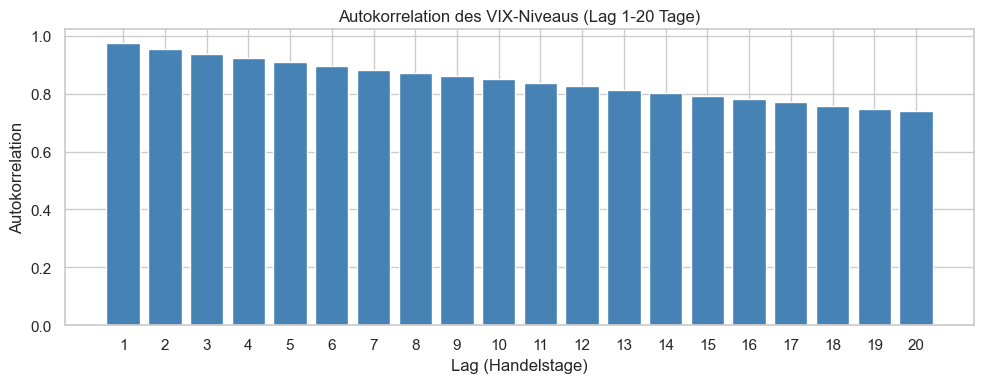 Autokorrelation des VIX-Niveaus (Lag 1-20 Tage)
1.0
0.8
0.6
0.4
0.2
0.0
Autokorrelation
1 2 3 4 5 6 7 8 9 10 11 12 13 14 15 16 17 18 19 20
Lag (Handelstage)